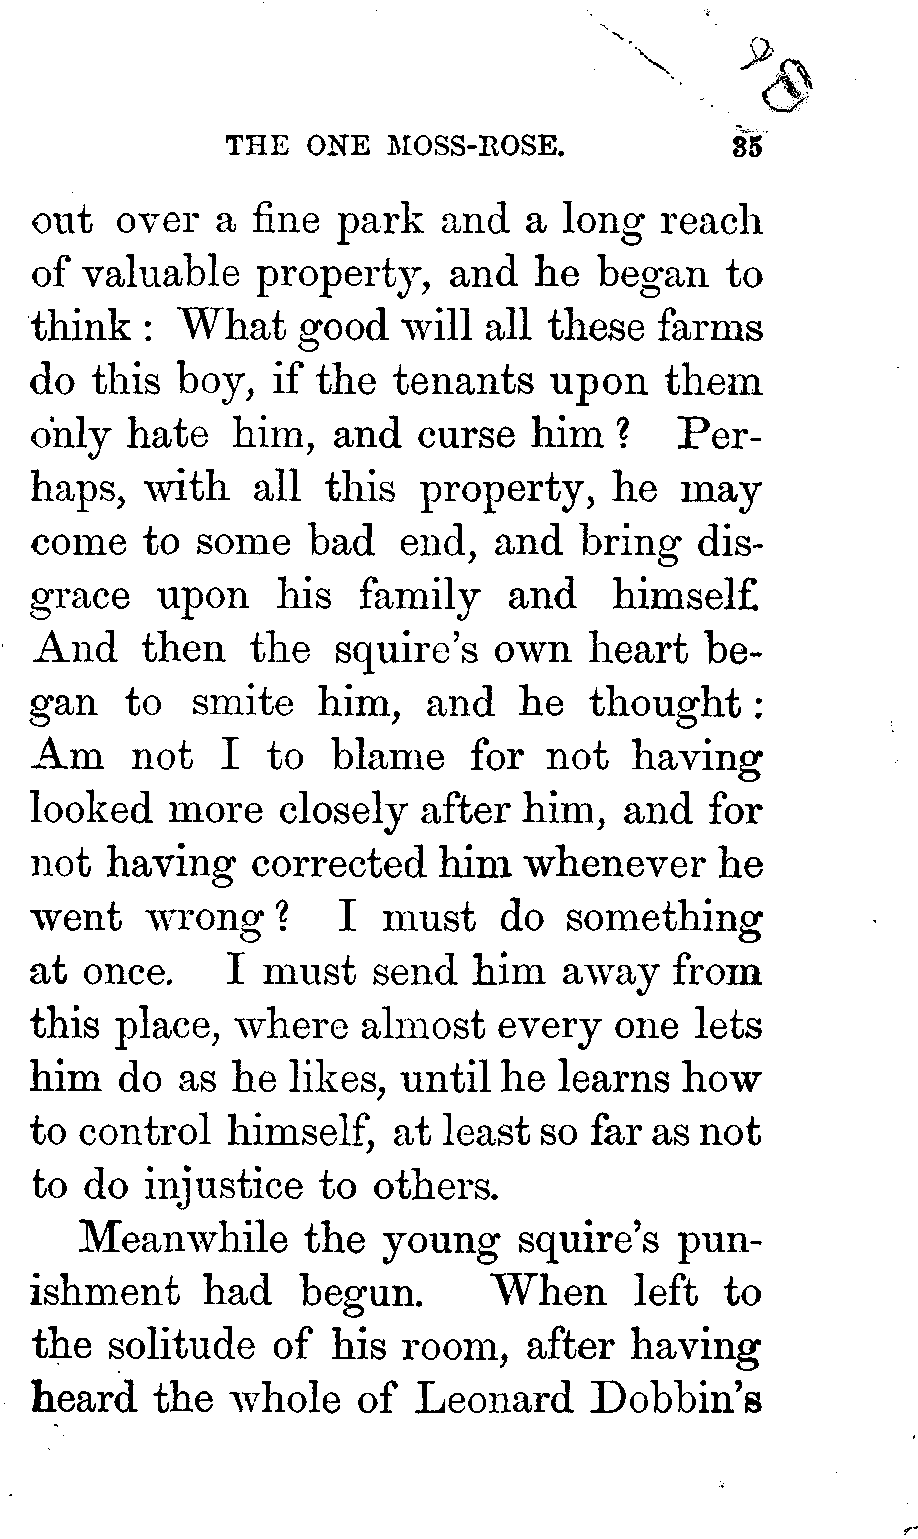 THE ONE MOSS-ROSE. 35
out over a fine park and a long reach
of valuable property, and he began to
think : What good will all these farms
do this boy, if the tenants upon them
only hate him, and curse him ? Per-
haps, with all this property, he may
come to some bad end, and bring dis-
grace upon his family and himself.
And then the squire's own heart be-
gan to smite him, and he thought :
Am not I to blame for not having
looked more closely after him, and for
not having corrected him whenever he
went wrong ? I must do something
at once. I must send him away from
this place, where almost every one lets
him do as he likes, until he learns how
to control himself, at least so far as not
to do injustice to others.
Meanwhile the young squire's pun-
ishment had begun. When left to
the solitude of his room, after having
heard the whole of Leonard Dobbin's